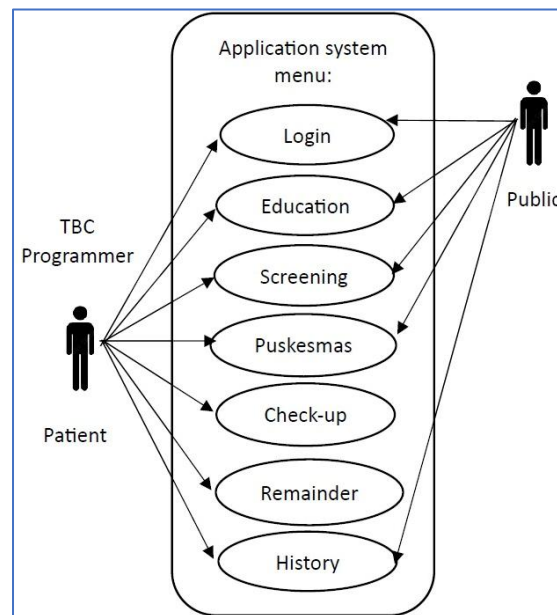 Application system
menu:
Login
Education
Screening
Puskesmas
Check-up
Remainder
History
TBC
Programmer
Patient
Public